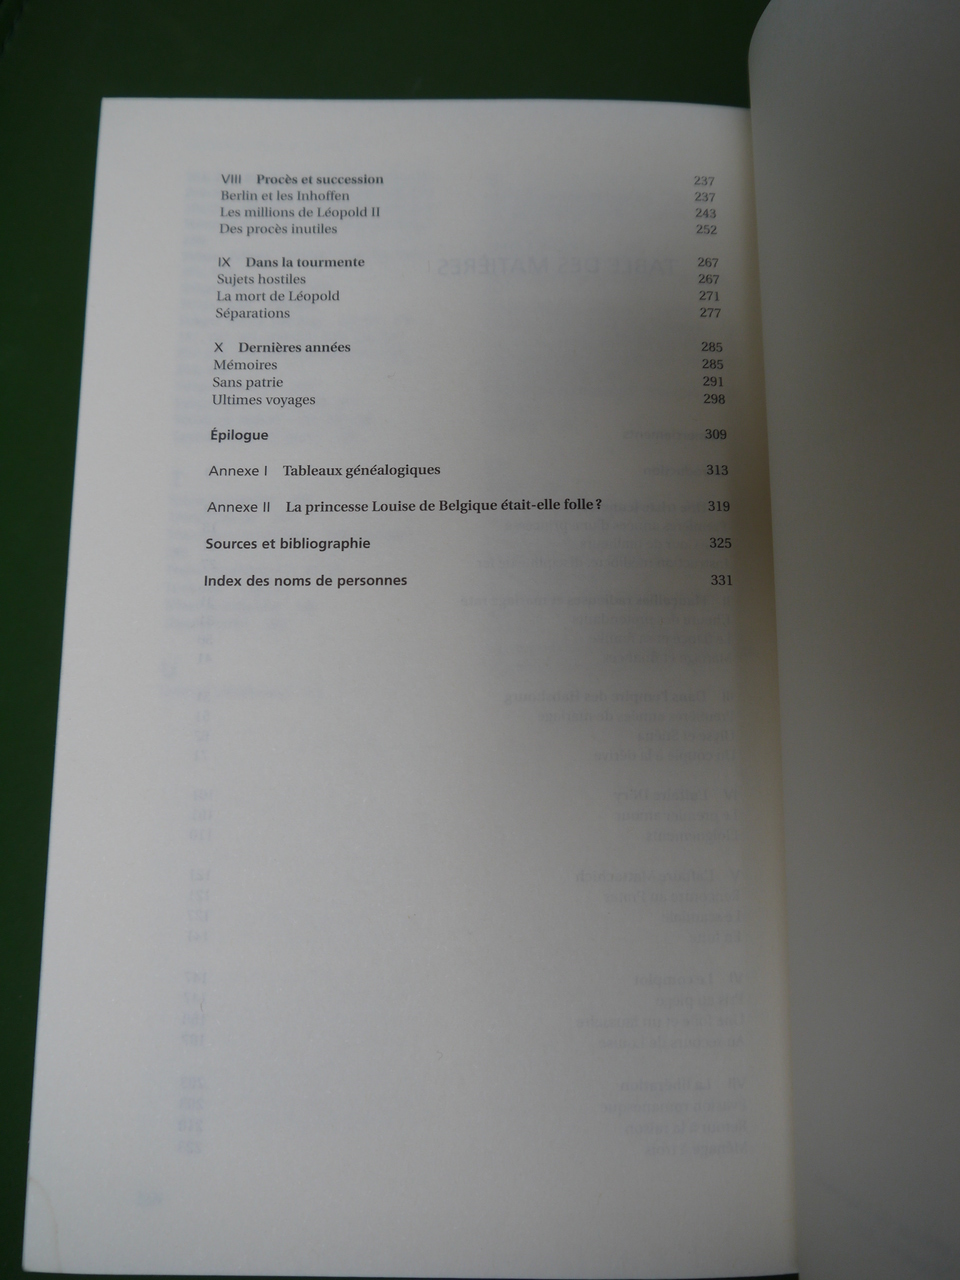 VIII Procès et succession 237
Berlin et les Inhoffen 237
Les millions de Léopold II 243
Des procès inutiles 252
IX Dans la tourmente 267
Sujets hostiles 267
La mort de Léopold 271
Séparations 277
X Dernières années 285
Mémoires 285
Sans patrie 291
Ultimes voyages 298
Épilogue 309
Annexe I Tableaux généalogiques 313
Annexe II La princesse Louise de Belgique était-elle folle ? 319
Sources et bibliographie 325
Index des noms de personnes 331